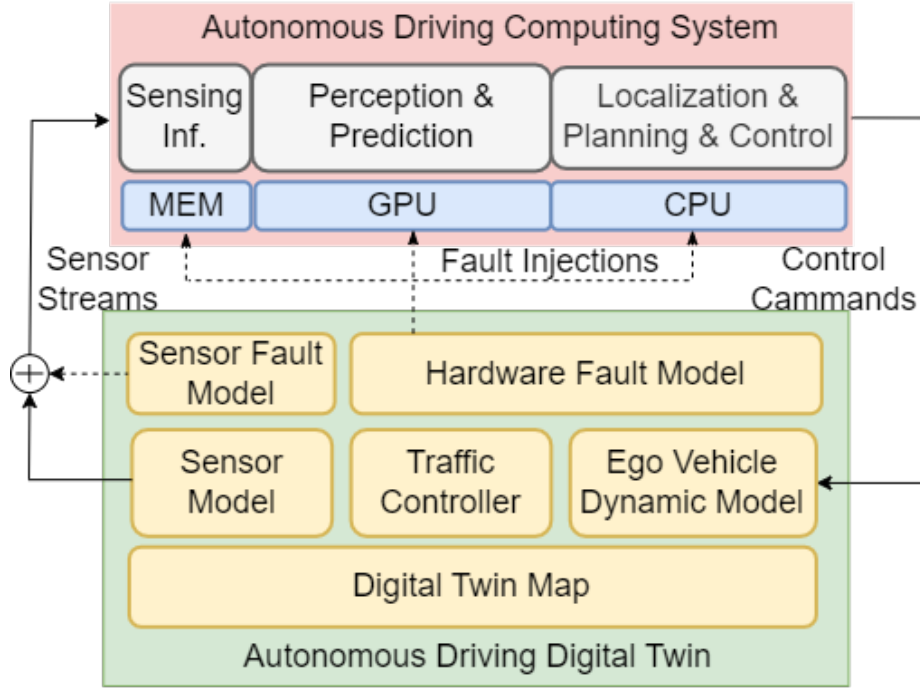 Autonomous Driving Computing System
Sensing
Inf.
Perception &
Prediction
Localization &
Planning & Control
MEM
GPU
CPU
Sensor
Streams
Fault Injections
Control
Cammands
Sensor Fault
Model
Hardware Fault Model
Sensor
Model
Traffic
Controller
Ego Vehicle
Dynamic Model
Digital Twin Map
Autonomous Driving Digital Twin